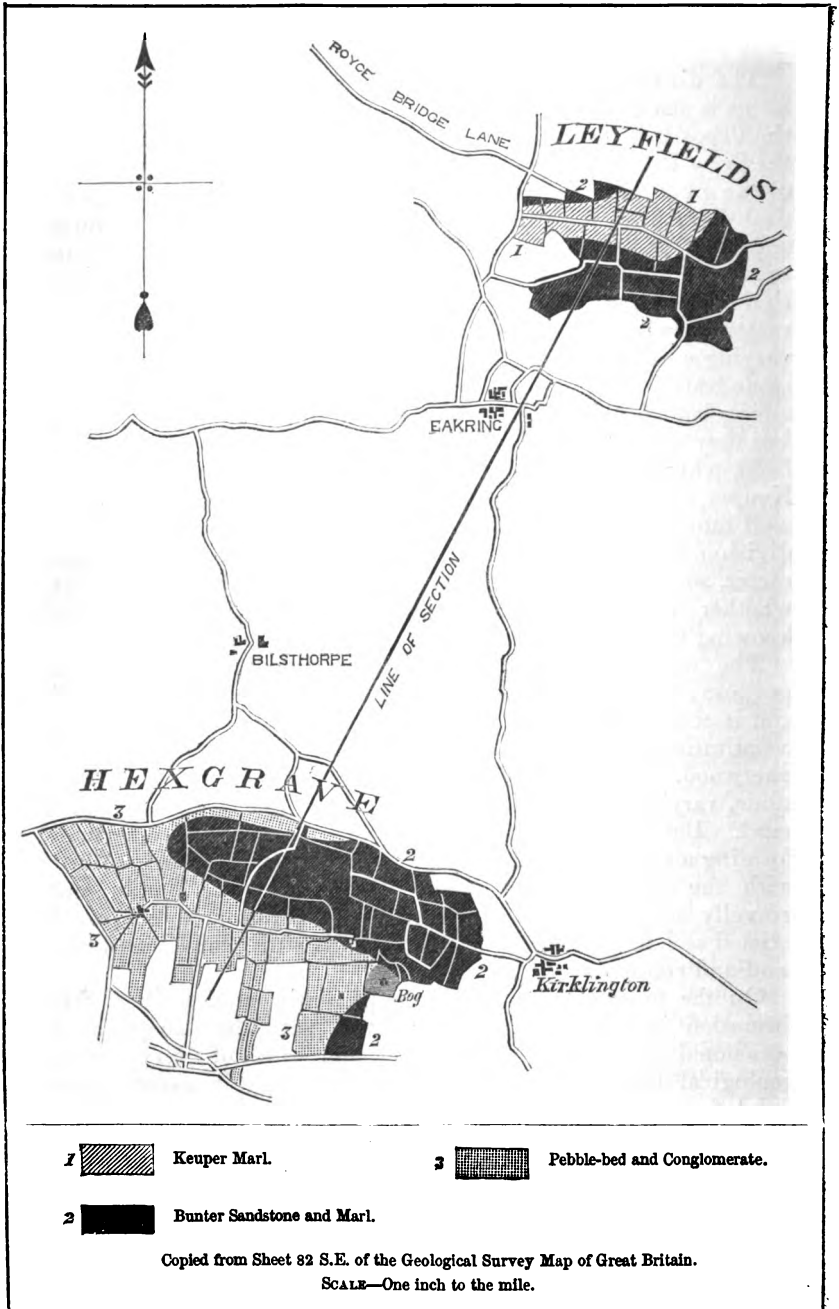 ROYCE BRIDGE LANE
LEYFIELDS
2
1
1
2
2
EAKRING
LINE OF SECTION
BILSTHORPE
HEXGRAVE
3
2
3
2
Bog
Kirklington
3
2
1 Keuper Marl.
3 Pebble-bed and Conglomerate.
2 Bunter Sandstone and Marl.
Copied from Sheet 82 S.E. of the Geological Survey Map of Great Britain.
SCALE—One inch to the mile.